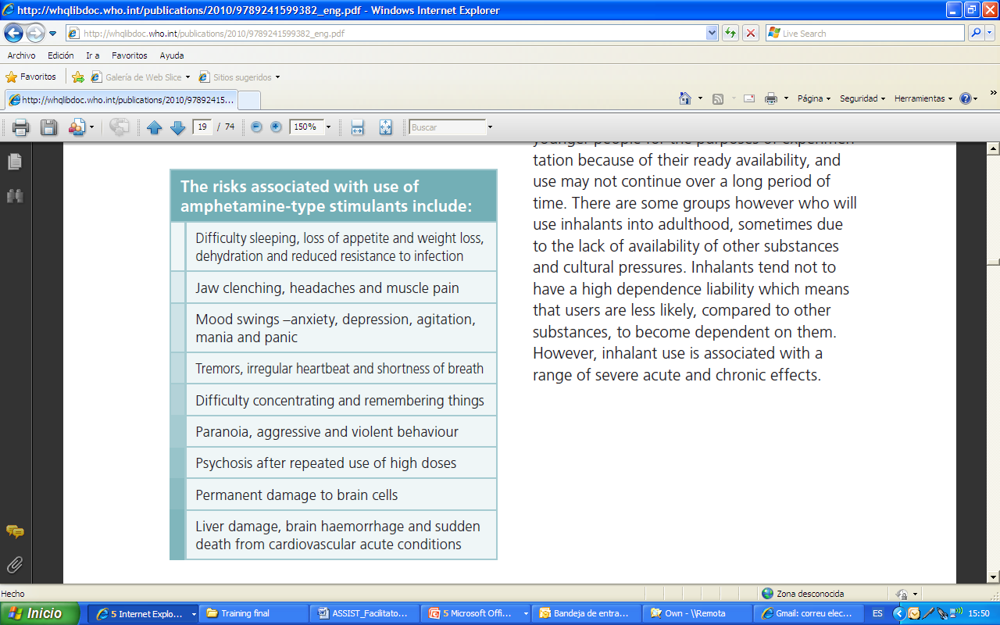 http://whqlibdoc.who.int/publications/2010/9789241599382_eng.pdf - Windows Internet Explorer
http://whqlibdoc.who.int/publications/2010/9789241599382_eng.pdf
Live Search
Archivo Edición Ir a Favoritos Ayuda
Favoritos Galería de Web Slice Sitios sugeridos
http://whqlibdoc.who.int/publications/2010/97892415...
Página Seguridad Herramientas
19 / 74 150% Buscar
The risks associated with use of
amphetamine-type stimulants include:
Difficulty sleeping, loss of appetite and weight loss,
dehydration and reduced resistance to infection
Jaw clenching, headaches and muscle pain
Mood swings –anxiety, depression, agitation,
mania and panic
Tremors, irregular heartbeat and shortness of breath
Difficulty concentrating and remembering things
Paranoia, aggressive and violent behaviour
Psychosis after repeated use of high doses
Permanent damage to brain cells
Liver damage, brain haemorrhage and sudden
death from cardiovascular acute conditions
younger people for the purposes of experimen
tation because of their ready availability, and
use may not continue over a long period of
time. There are some groups however who will
use inhalants into adulthood, sometimes due
to the lack of availability of other substances
and cultural pressures. Inhalants tend not to
have a high dependence liability which means
that users are less likely, compared to other
substances, to become dependent on them.
However, inhalant use is associated with a
range of severe acute and chronic effects.
Hecho Zona desconocida
Inicio 5 Internet Explo... Training final ASSIST_Facilitato... 5 Microsoft Offi... Bandeja de entra... Own - \\Remota Gmail: correu elec... ES 15:50